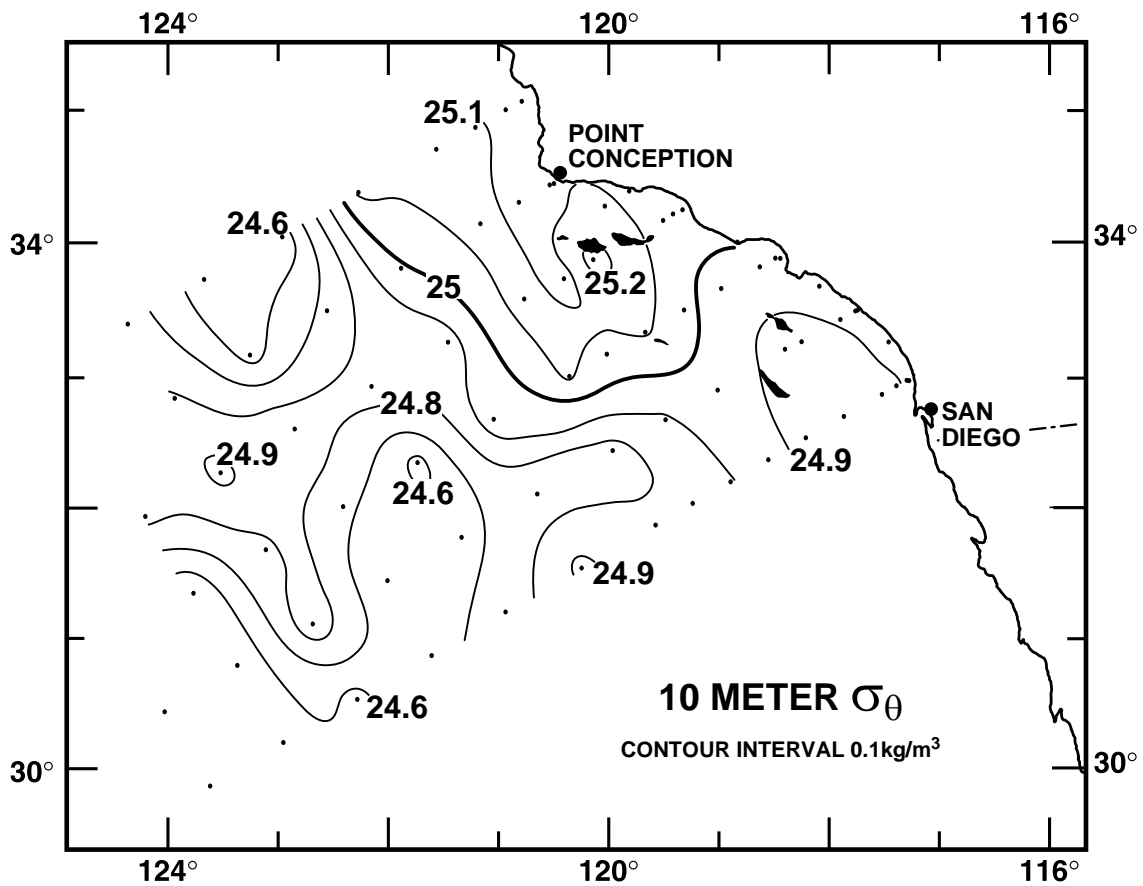 124° 120° 116°
25.1
POINT
CONCEPTION
24.6
34° 34°
25 25.2
24.8
24.9 SAN
DIEGO
24.9
24.6
24.9
10 METER σθ
24.6
CONTOUR INTERVAL 0.1kg/m³
30° 30°
124° 120° 116°